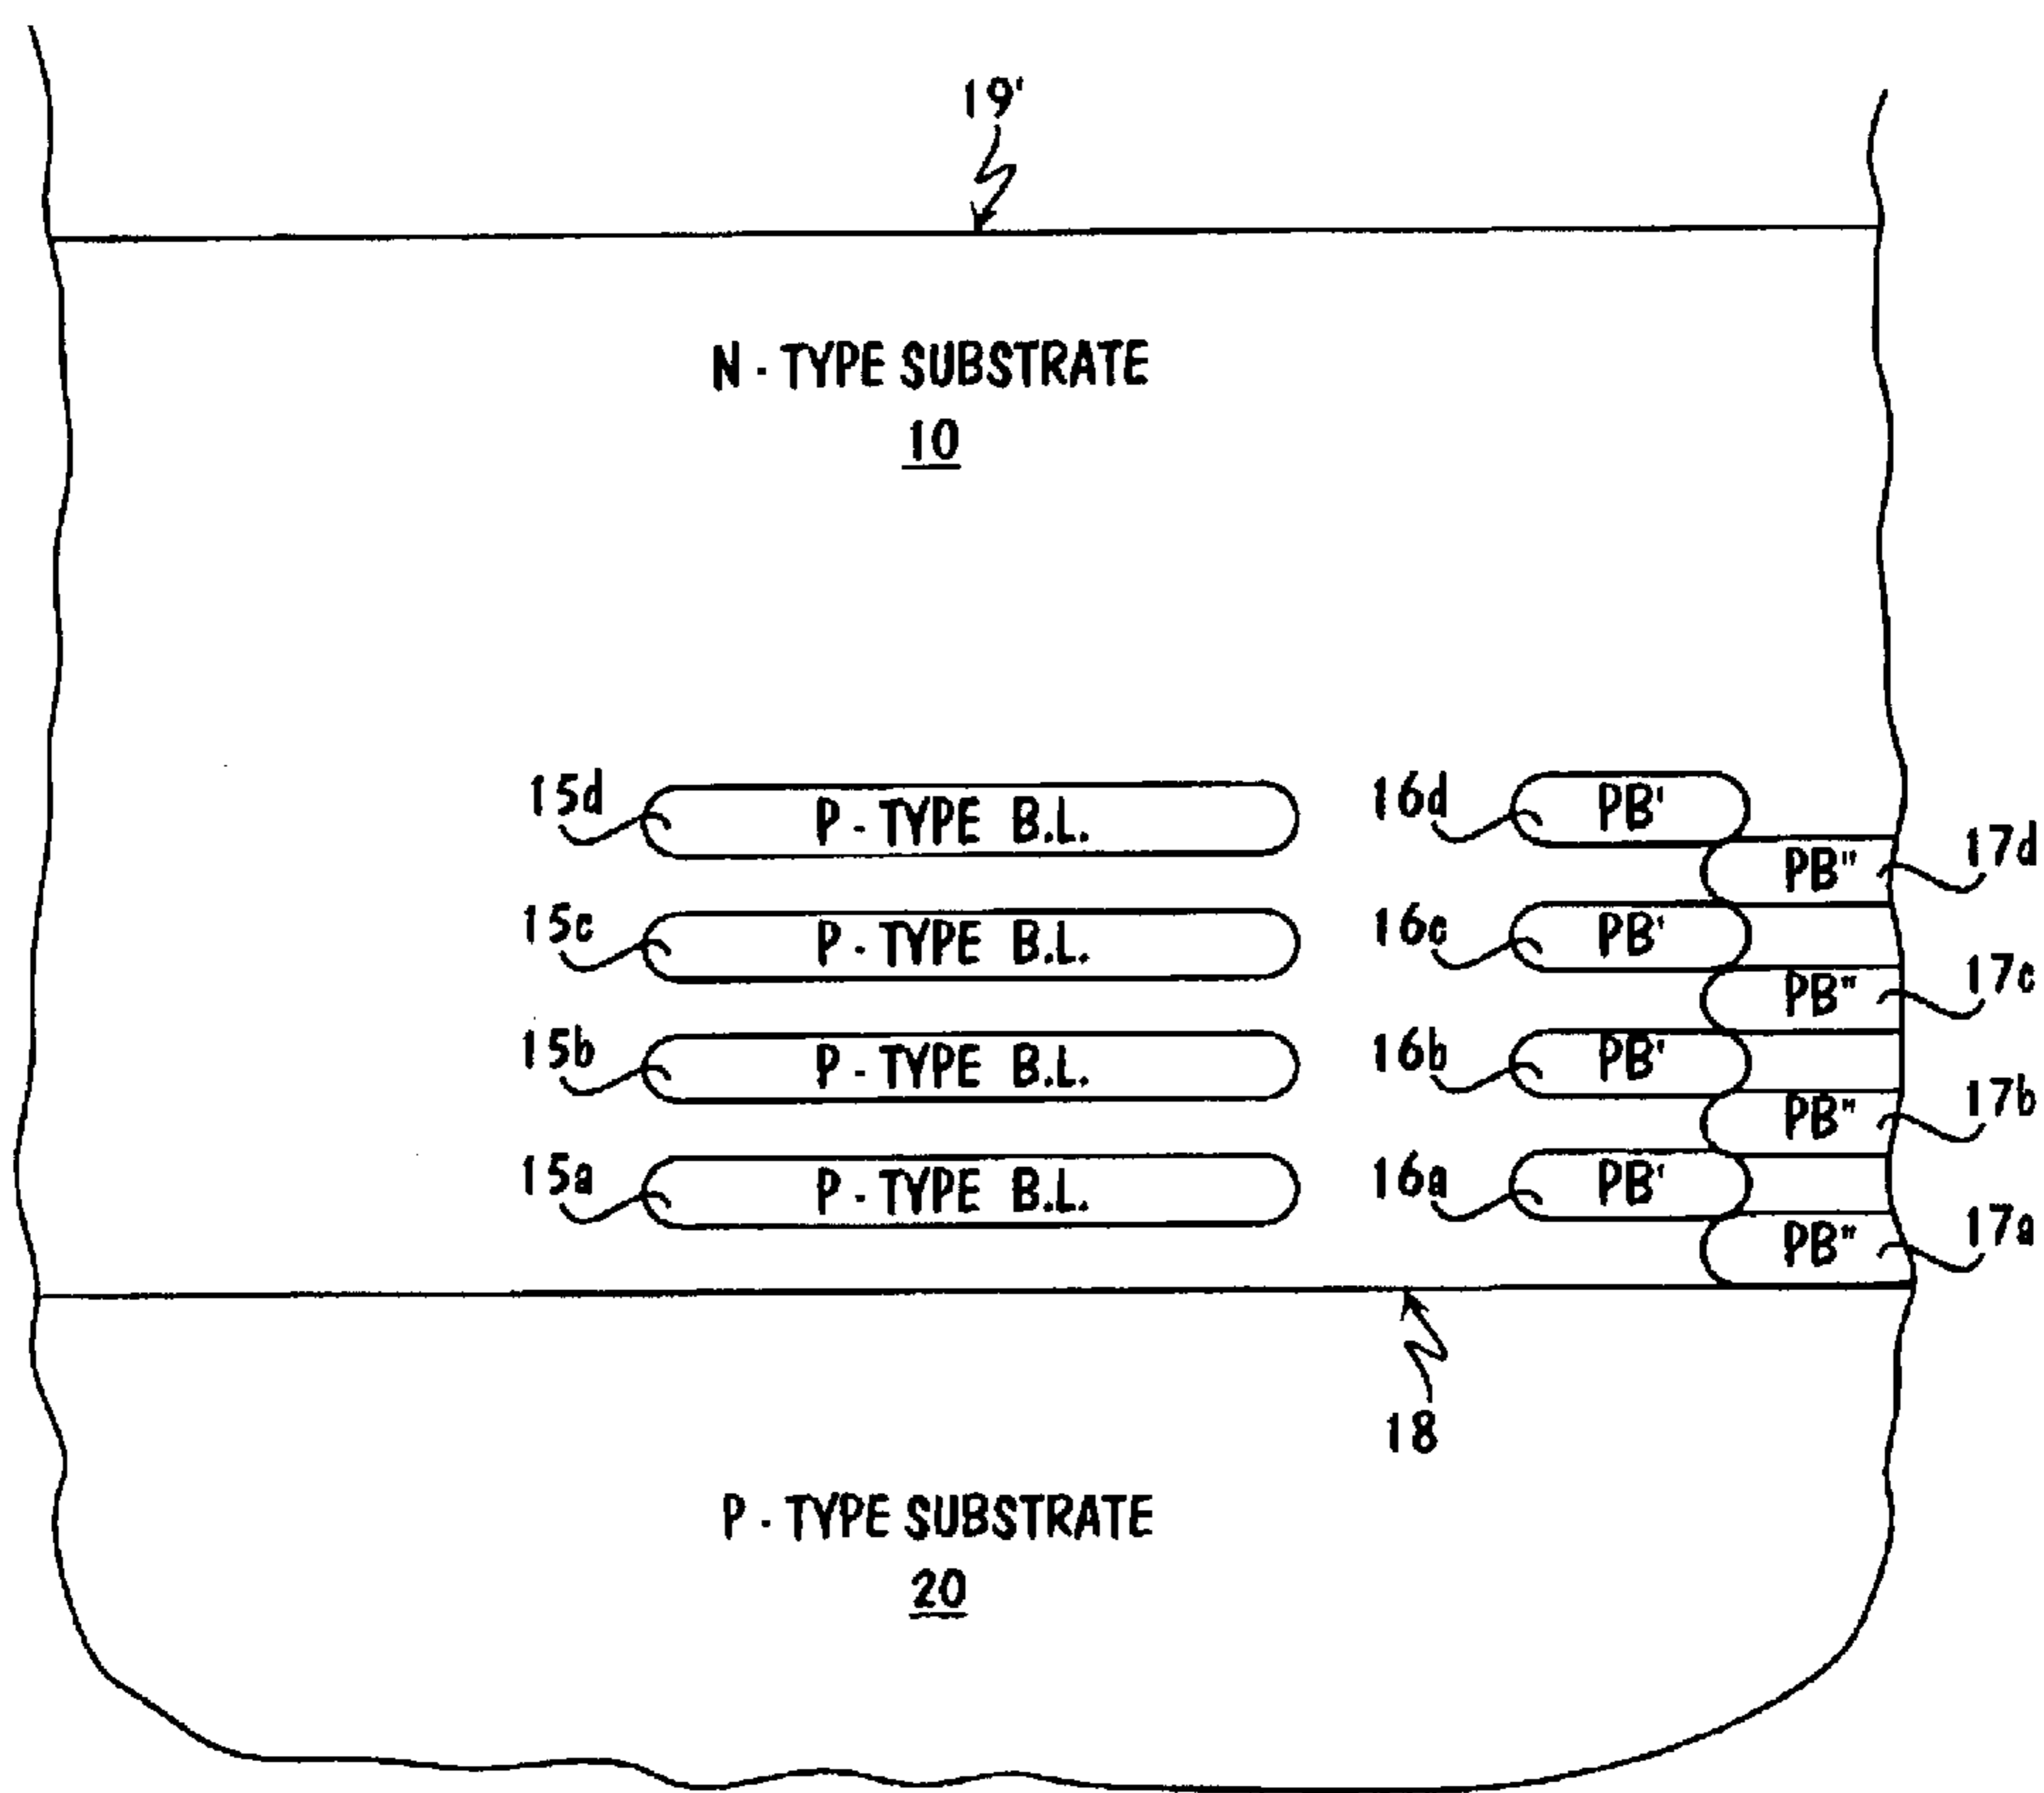 19'
N - TYPE SUBSTRATE
10
15d P - TYPE B.L. 16d PB'
PB" 17d
15c P - TYPE B.L. 16c PB'
PB" 17c
15b P - TYPE B.L. 16b PB'
PB" 17b
15a P - TYPE B.L. 16a PB'
PB" 17a
18
P - TYPE SUBSTRATE
20